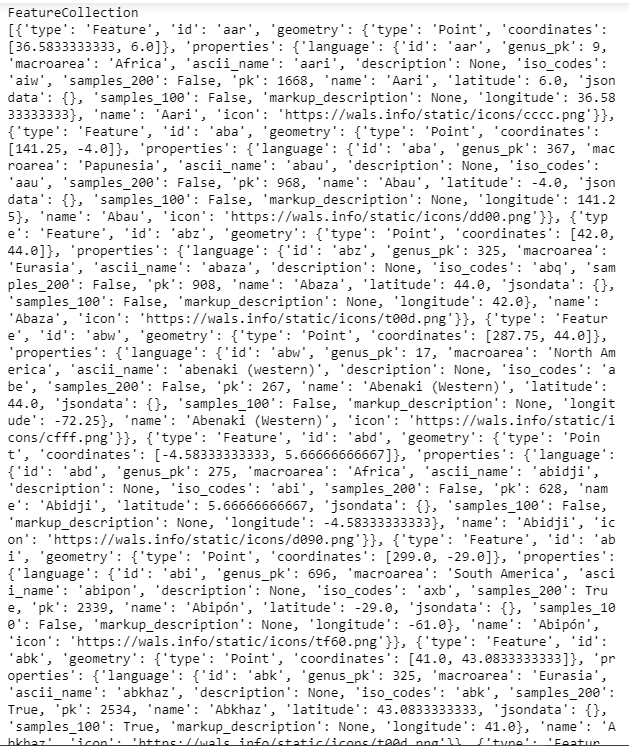 FeatureCollection
[{'type': 'Feature', 'id': 'aar', 'geometry': {'type': 'Point', 'coordinates':
[36.5833333333, 6.0]}, 'properties': {'language': {'id': 'aar', 'genus_pk': 9,
'macroarea': 'Africa', 'ascii_name': 'aari', 'description': None, 'iso_codes':
'aiw', 'samples_200': False, 'pk': 1668, 'name': 'Aari', 'latitude': 6.0, 'json
data': {}, 'samples_100': False, 'markup_description': None, 'longitude': 36.58
33333333}, 'name': 'Aari', 'icon': 'https://wals.info/static/icons/cccc.png'}},
{'type': 'Feature', 'id': 'aba', 'geometry': {'type': 'Point', 'coordinates':
[141.25, -4.0]}, 'properties': {'language': {'id': 'aba', 'genus_pk': 367, 'mac
roarea': 'Papunesia', 'ascii_name': 'abau', 'description': None, 'iso_codes':
'aau', 'samples_200': False, 'pk': 968, 'name': 'Abau', 'latitude': -4.0, 'json
data': {}, 'samples_100': False, 'markup_description': None, 'longitude': 141.2
5}, 'name': 'Abau', 'icon': 'https://wals.info/static/icons/dd00.png'}}, {'typ
e': 'Feature', 'id': 'abz', 'geometry': {'type': 'Point', 'coordinates': [42.0,
44.0]}, 'properties': {'language': {'id': 'abz', 'genus_pk': 325, 'macroarea':
'Eurasia', 'ascii_name': 'abaza', 'description': None, 'iso_codes': 'abq', 'sam
ples_200': False, 'pk': 908, 'name': 'Abaza', 'latitude': 44.0, 'jsondata': {},
'samples_100': False, 'markup_description': None, 'longitude': 42.0}, 'name':
'Abaza', 'icon': 'https://wals.info/static/icons/t00d.png'}}, {'type': 'Featur
e', 'id': 'abw', 'geometry': {'type': 'Point', 'coordinates': [287.75, 44.0]},
'properties': {'language': {'id': 'abw', 'genus_pk': 17, 'macroarea': 'North Am
erica', 'ascii_name': 'abenaki (western)', 'description': None, 'iso_codes': 'a
be', 'samples_200': False, 'pk': 267, 'name': 'Abenaki (Western)', 'latitude':
44.0, 'jsondata': {}, 'samples_100': False, 'markup_description': None, 'longit
ude': -72.25}, 'name': 'Abenaki (Western)', 'icon': 'https://wals.info/static/i
cons/cfff.png'}}, {'type': 'Feature', 'id': 'abd', 'geometry': {'type': 'Poin
t', 'coordinates': [-4.58333333333, 5.66666666667]}, 'properties': {'language':
{'id': 'abd', 'genus_pk': 275, 'macroarea': 'Africa', 'ascii_name': 'abidji',
'description': None, 'iso_codes': 'abi', 'samples_200': False, 'pk': 628, 'nam
e': 'Abidji', 'latitude': 5.66666666667, 'jsondata': {}, 'samples_100': False,
'markup_description': None, 'longitude': -4.58333333333}, 'name': 'Abidji', 'ic
on': 'https://wals.info/static/icons/d090.png'}}, {'type': 'Feature', 'id': 'ab
i', 'geometry': {'type': 'Point', 'coordinates': [299.0, -29.0]}, 'properties':
{'language': {'id': 'abi', 'genus_pk': 696, 'macroarea': 'South America', 'asci
i_name': 'abipon', 'description': None, 'iso_codes': 'axb', 'samples_200': Tru
e, 'pk': 2339, 'name': 'Abipón', 'latitude': -29.0, 'jsondata': {}, 'samples_10
0': False, 'markup_description': None, 'longitude': -61.0}, 'name': 'Abipón',
'icon': 'https://wals.info/static/icons/tf60.png'}}, {'type': 'Feature', 'id':
'abk', 'geometry': {'type': 'Point', 'coordinates': [41.0, 43.0833333333]}, 'pr
operties': {'language': {'id': 'abk', 'genus_pk': 325, 'macroarea': 'Eurasia',
'ascii_name': 'abkhaz', 'description': None, 'iso_codes': 'abk', 'samples_200':
True, 'pk': 2534, 'name': 'Abkhaz', 'latitude': 43.0833333333, 'jsondata': {},
'samples_100': True, 'markup_description': None, 'longitude': 41.0}, 'name': 'A
bkhaz', 'icon': 'https://wals.info/static/icons/t00d.png'}}, {'type': 'Featur